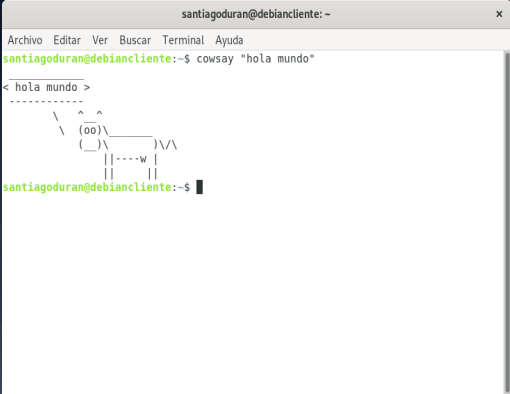 santiagoduran@debiancliente: ~ ×
Archivo Editar Ver Buscar Terminal Ayuda
santiagoduran@debiancliente:~$ cowsay "hola mundo"
 ____________
< hola mundo >
 ------------
        \   ^__^
         \  (oo)\_______
            (__)\       )\/\
                ||----w |
                ||     ||
santiagoduran@debiancliente:~$